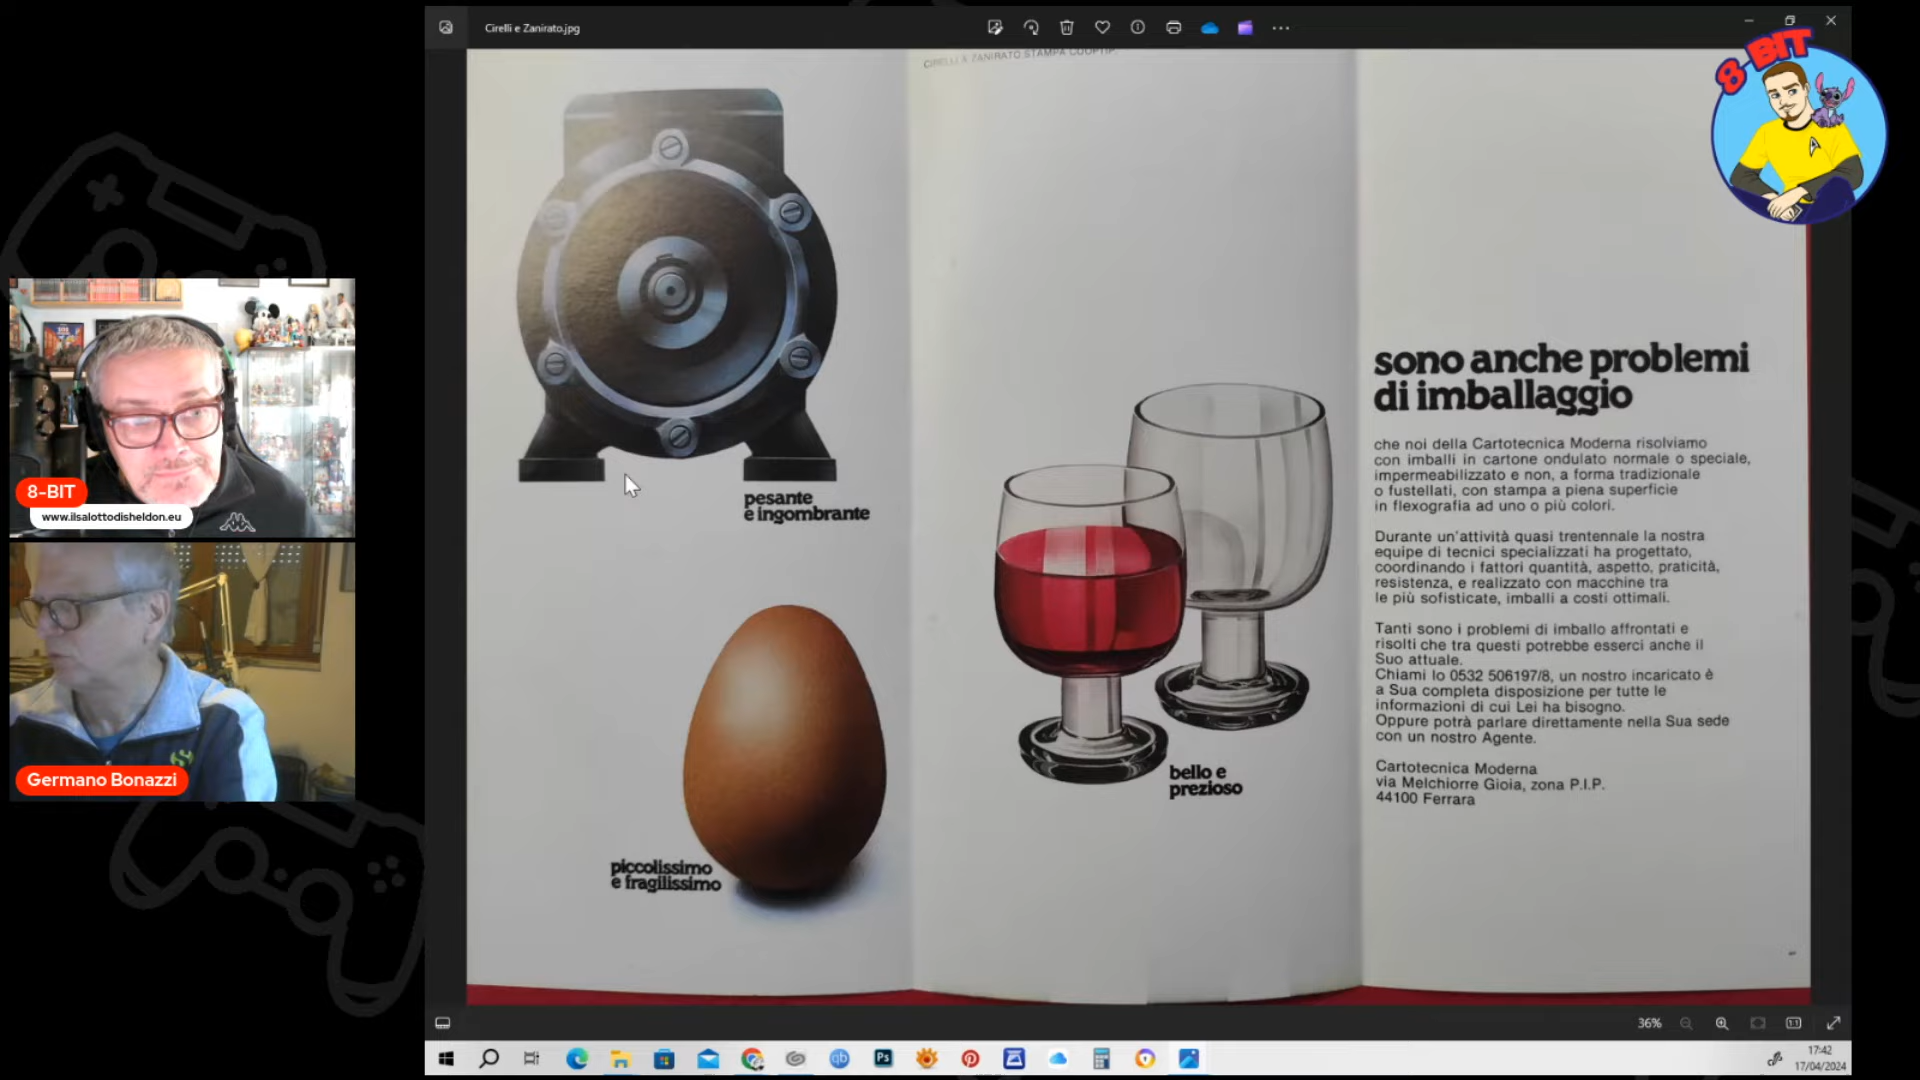 Cirelli e Zanirato.jpg
CIRELLI & ZANIRATO. STAMPA COOPTIP.
8-BIT
sono anche problemi
di imballaggio
che noi della Cartotecnica Moderna risolviamo
con imballi in cartone ondulato normale o speciale,
impermeabilizzato e non, a forma tradizionale
o fustellati, con stampa a piena superficie
in flexografia ad uno o più colori.
Durante un'attività quasi trentennale la nostra
equipe di tecnici specializzati ha progettato,
coordinando i fattori quantità, aspetto, praticità,
resistenza, e realizzato con macchine tra
le più sofisticate, imballi a costi ottimali.
Tanti sono i problemi di imballo affrontati e
risolti che tra questi potrebbe esserci anche il
Suo attuale.
Chiami lo 0532 506197/8, un nostro incaricato è
a Sua completa disposizione per tutte le
informazioni di cui Lei ha bisogno.
Oppure potrà parlare direttamente nella Sua sede
con un nostro Agente.
Cartotecnica Moderna
via Melchiorre Gioia, zona P.I.P.
44100 Ferrara
pesante
e ingombrante
piccolissimo
e fragilissimo
bello e
prezioso
8-BIT
www.ilsalottodisheldon.eu
Germano Bonazzi
36%
17:42
17/04/2024